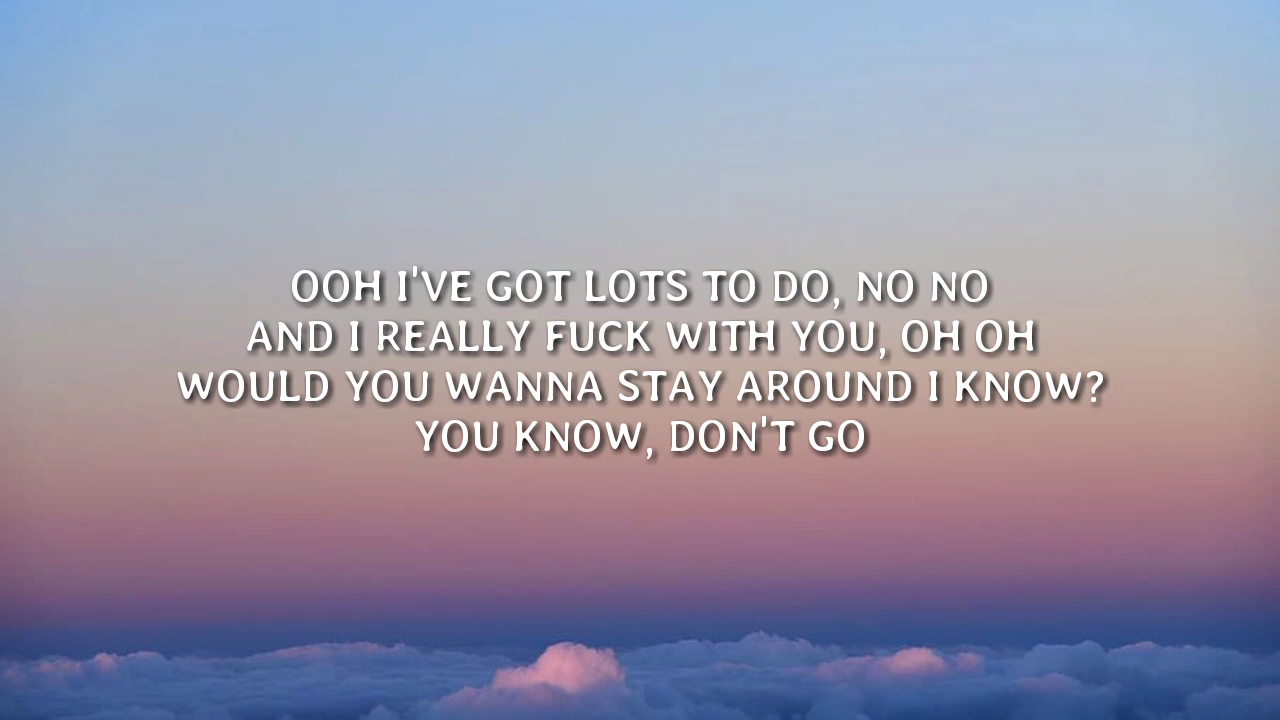 OOH I'VE GOT LOTS TO DO, NO NO
AND I REALLY FUCK WITH YOU, OH OH
WOULD YOU WANNA STAY AROUND I KNOW?
YOU KNOW, DON'T GO